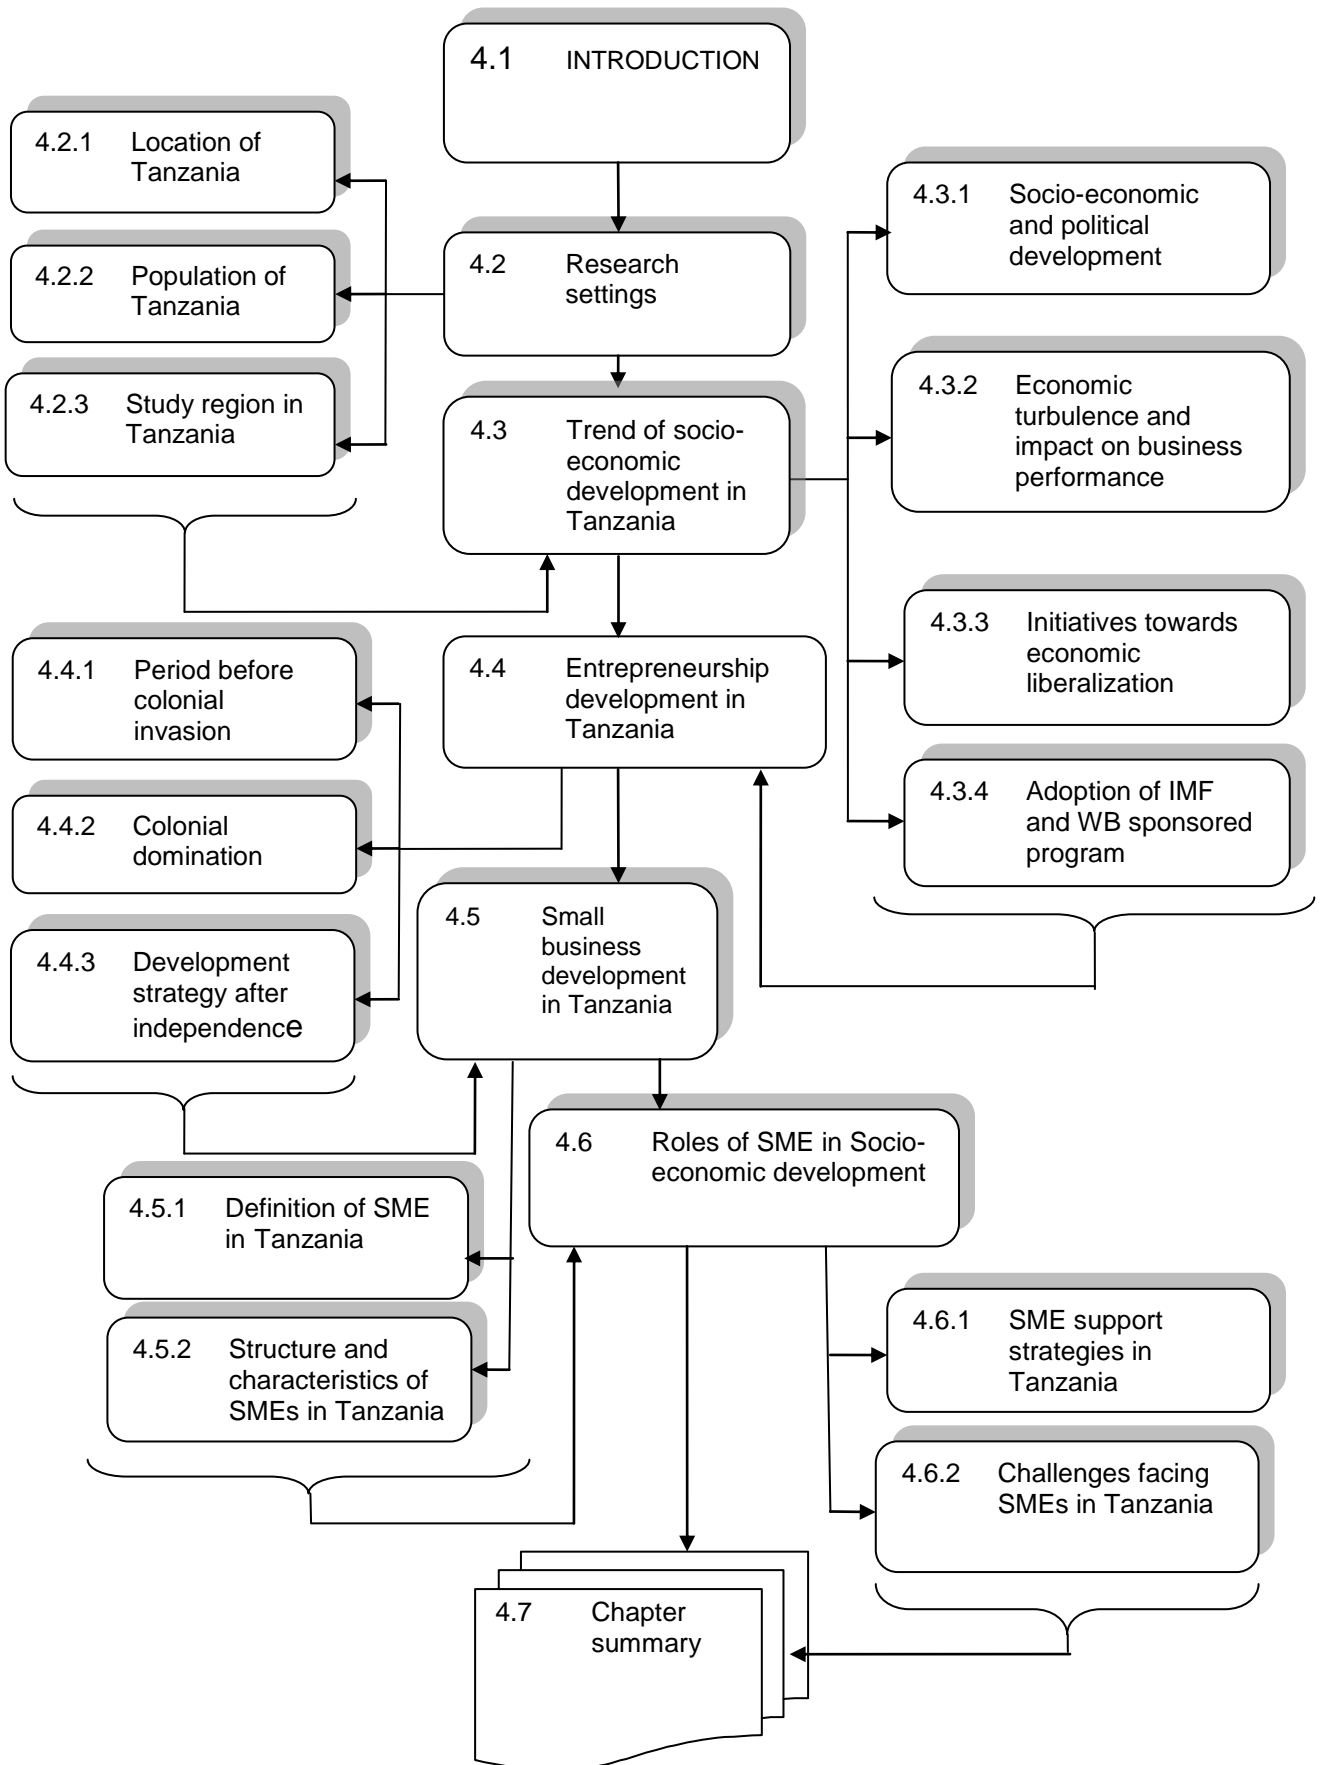 4.1 INTRODUCTION
4.2.1 Location of
Tanzania
4.2.2 Population of
Tanzania
4.2.3 Study region in
Tanzania
4.2 Research
settings
4.3.1 Socio-economic
and political
development
4.3.2 Economic
turbulence and
impact on business
performance
4.3 Trend of socio-
economic
development in
Tanzania
4.3.3 Initiatives towards
economic
liberalization
4.3.4 Adoption of IMF
and WB sponsored
program
4.4.1 Period before
colonial
invasion
4.4.2 Colonial
domination
4.4.3 Development
strategy after
independence
4.4 Entrepreneurship
development in
Tanzania
4.5 Small
business
development
in Tanzania
4.5.1 Definition of SME
in Tanzania
4.5.2 Structure and
characteristics of
SMEs in Tanzania
4.6 Roles of SME in Socio-
economic development
4.6.1 SME support
strategies in
Tanzania
4.6.2 Challenges facing
SMEs in Tanzania
4.7 Chapter
summary